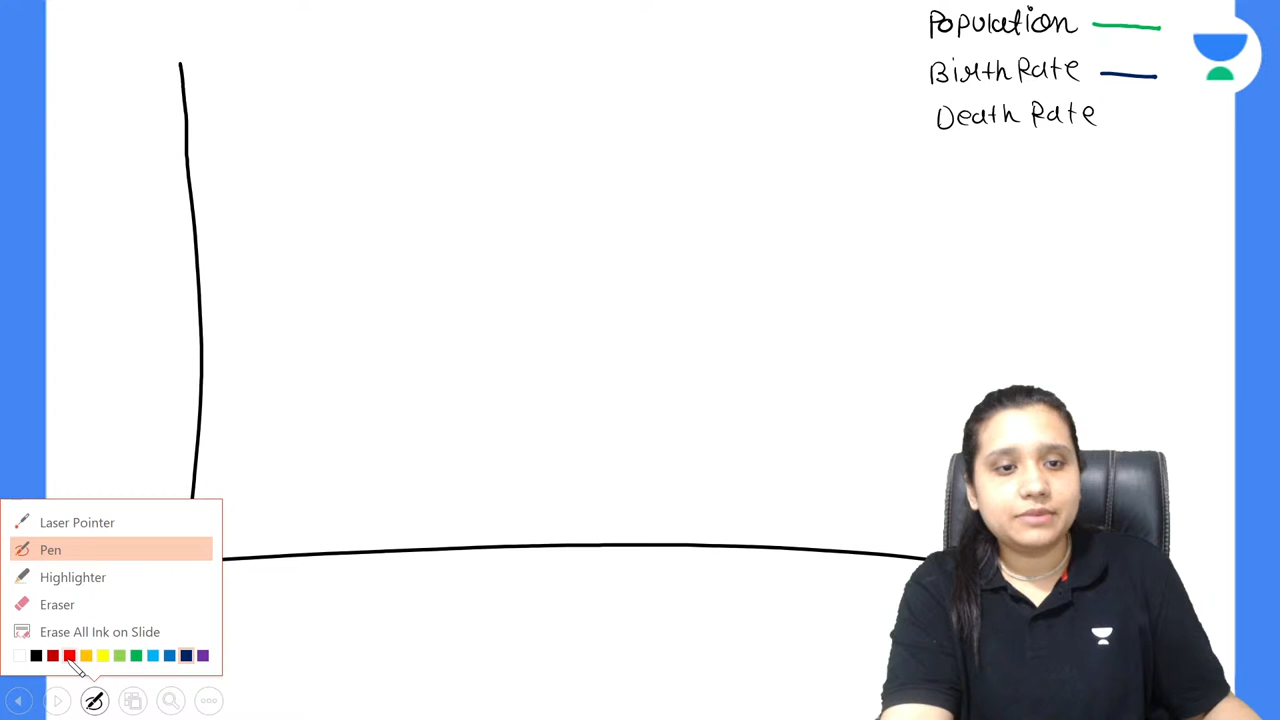 Population
Birth Rate
Death Rate
Laser Pointer
Pen
Highlighter
Eraser
Erase All Ink on Slide